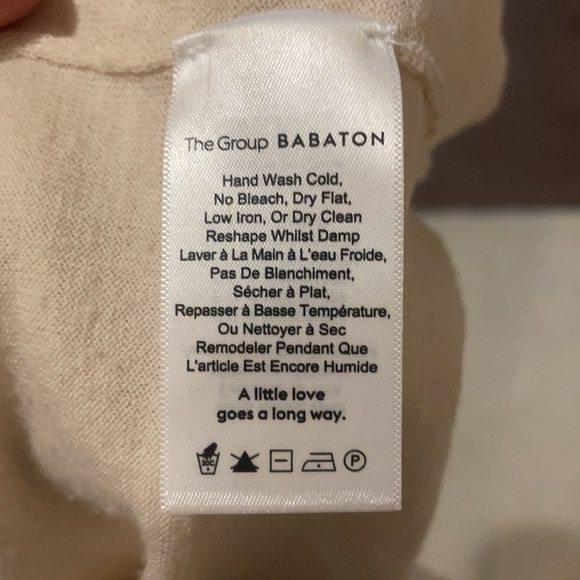 The Group BABATON
Hand Wash Cold,
No Bleach, Dry Flat,
Low Iron, Or Dry Clean
Reshape Whilst Damp
Laver à La Main à L'eau Froide,
Pas De Blanchiment,
Sécher à Plat,
Repasser à Basse Température,
Ou Nettoyer à Sec
Remodeler Pendant Que
L'article Est Encore Humide
A little love
goes a long way.
P